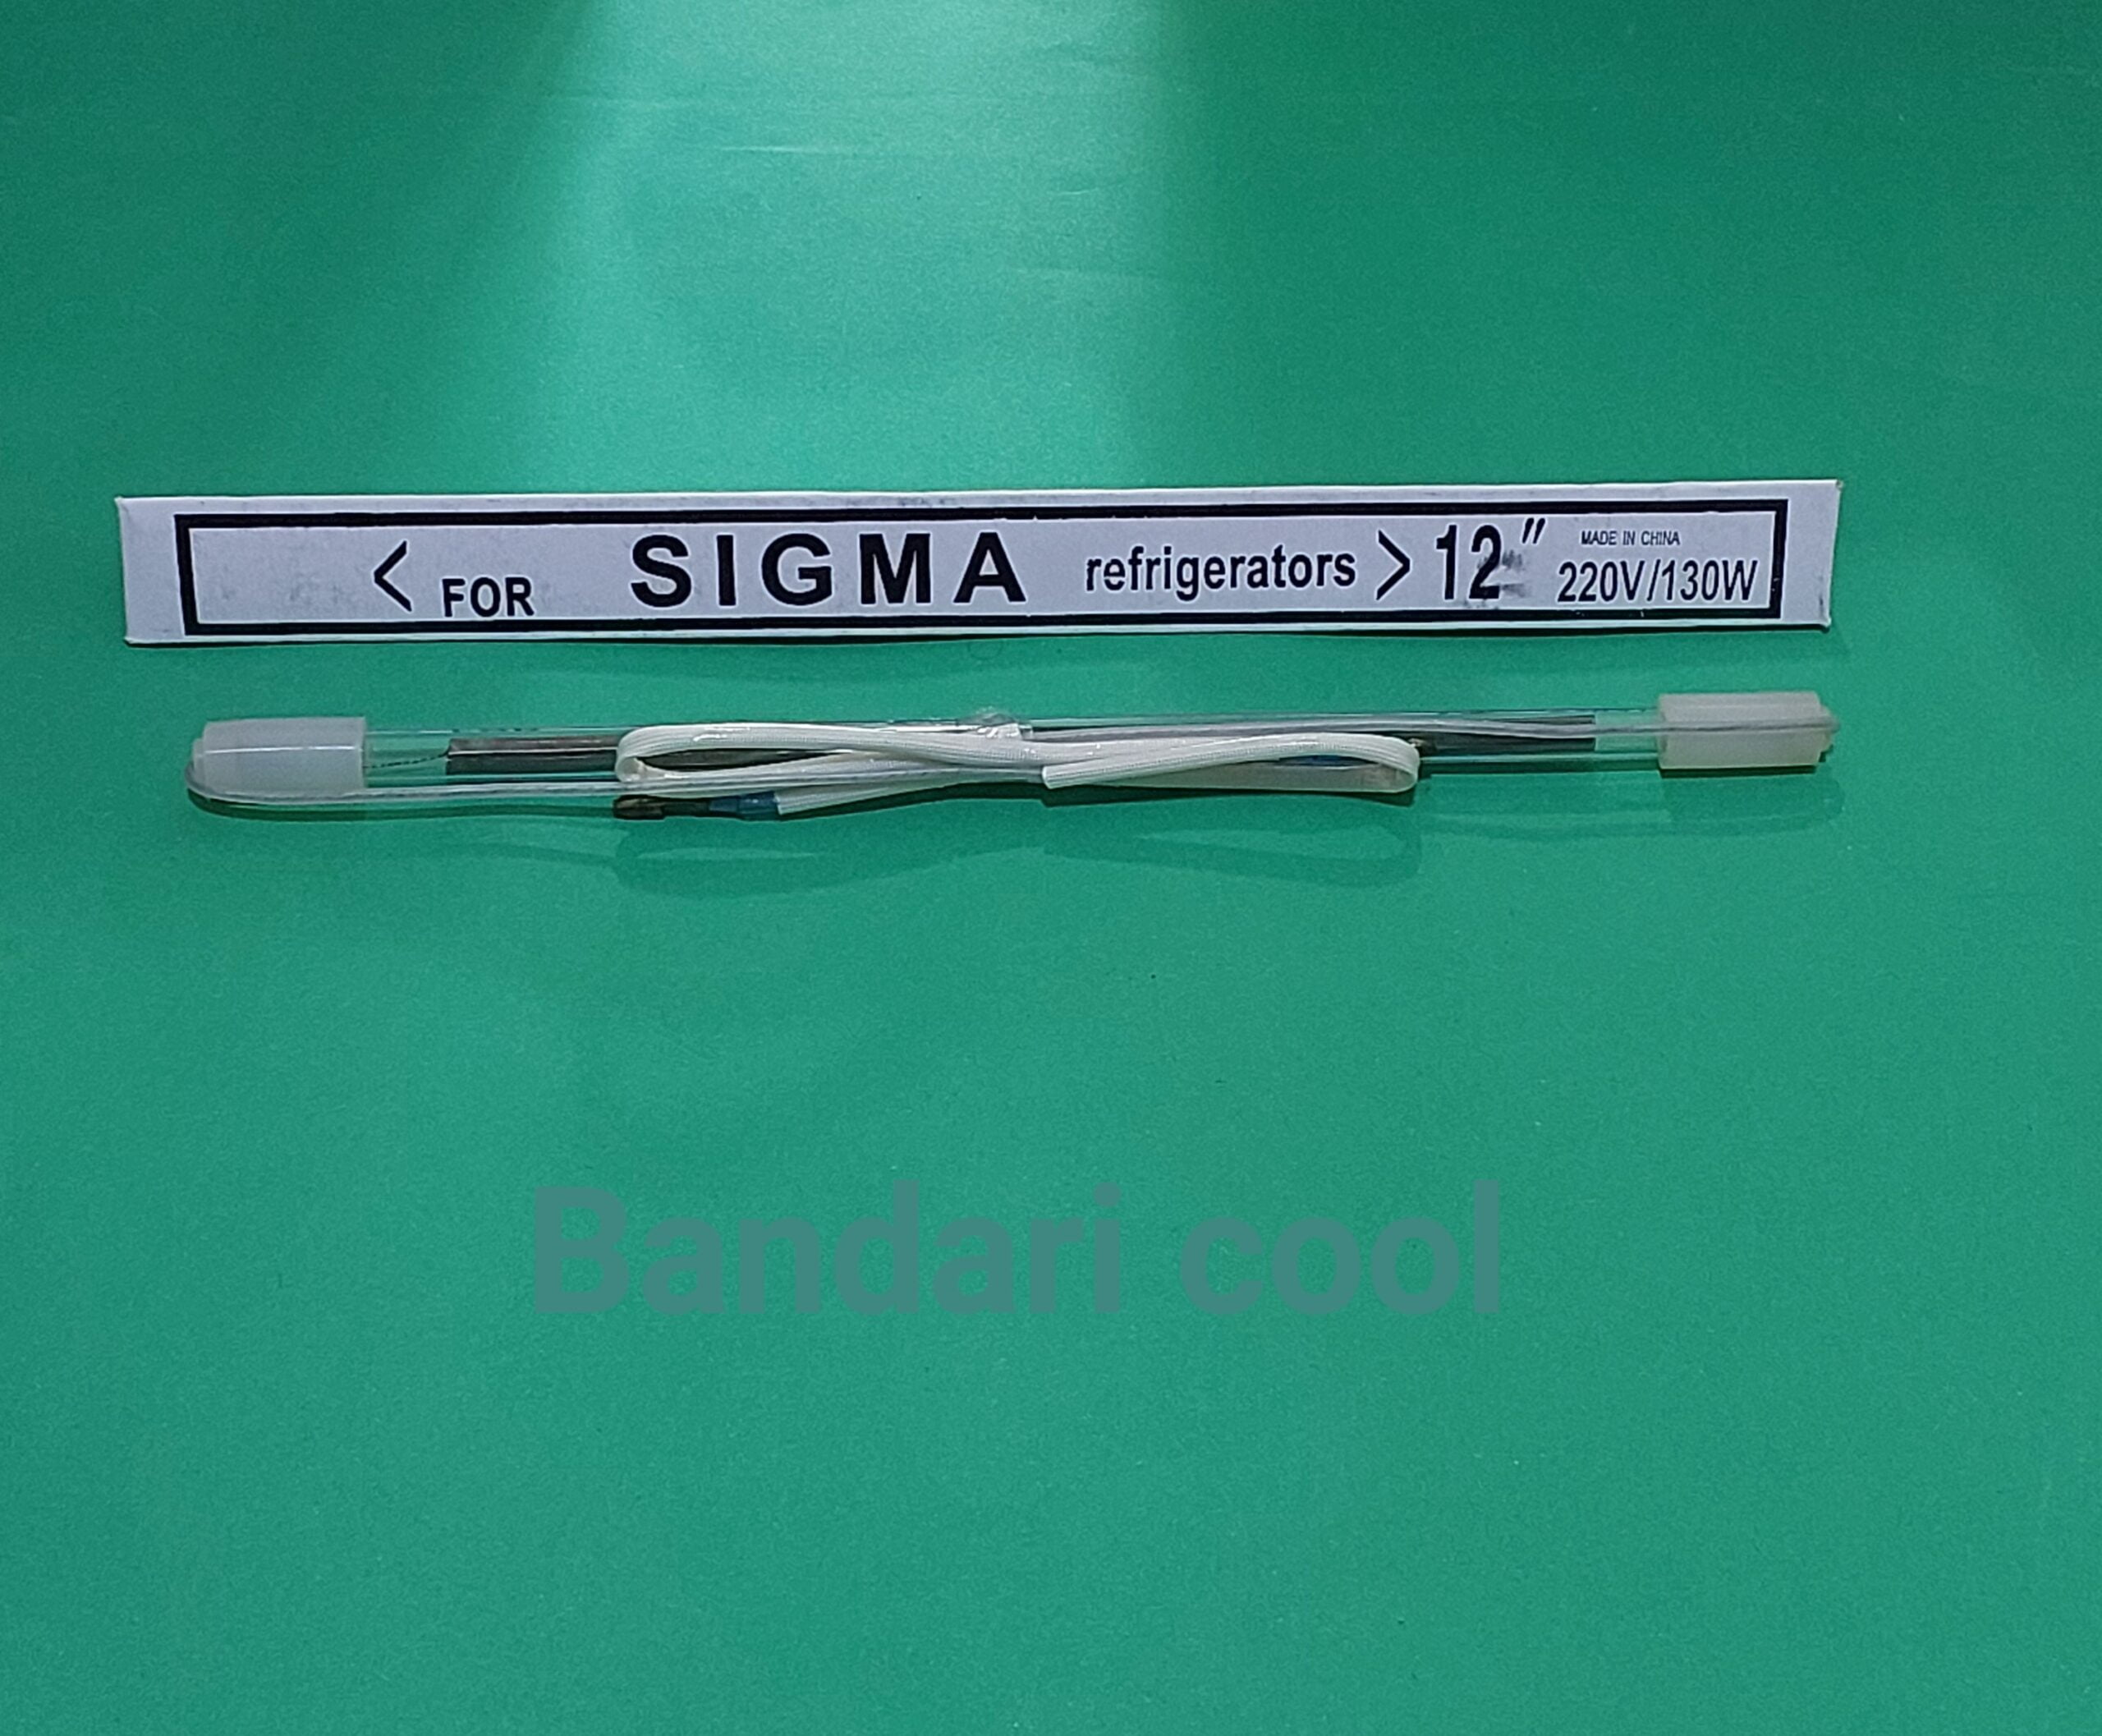 < FOR SIGMA refrigerators > 12" MADE IN CHINA
220V/130W
Bandari cool